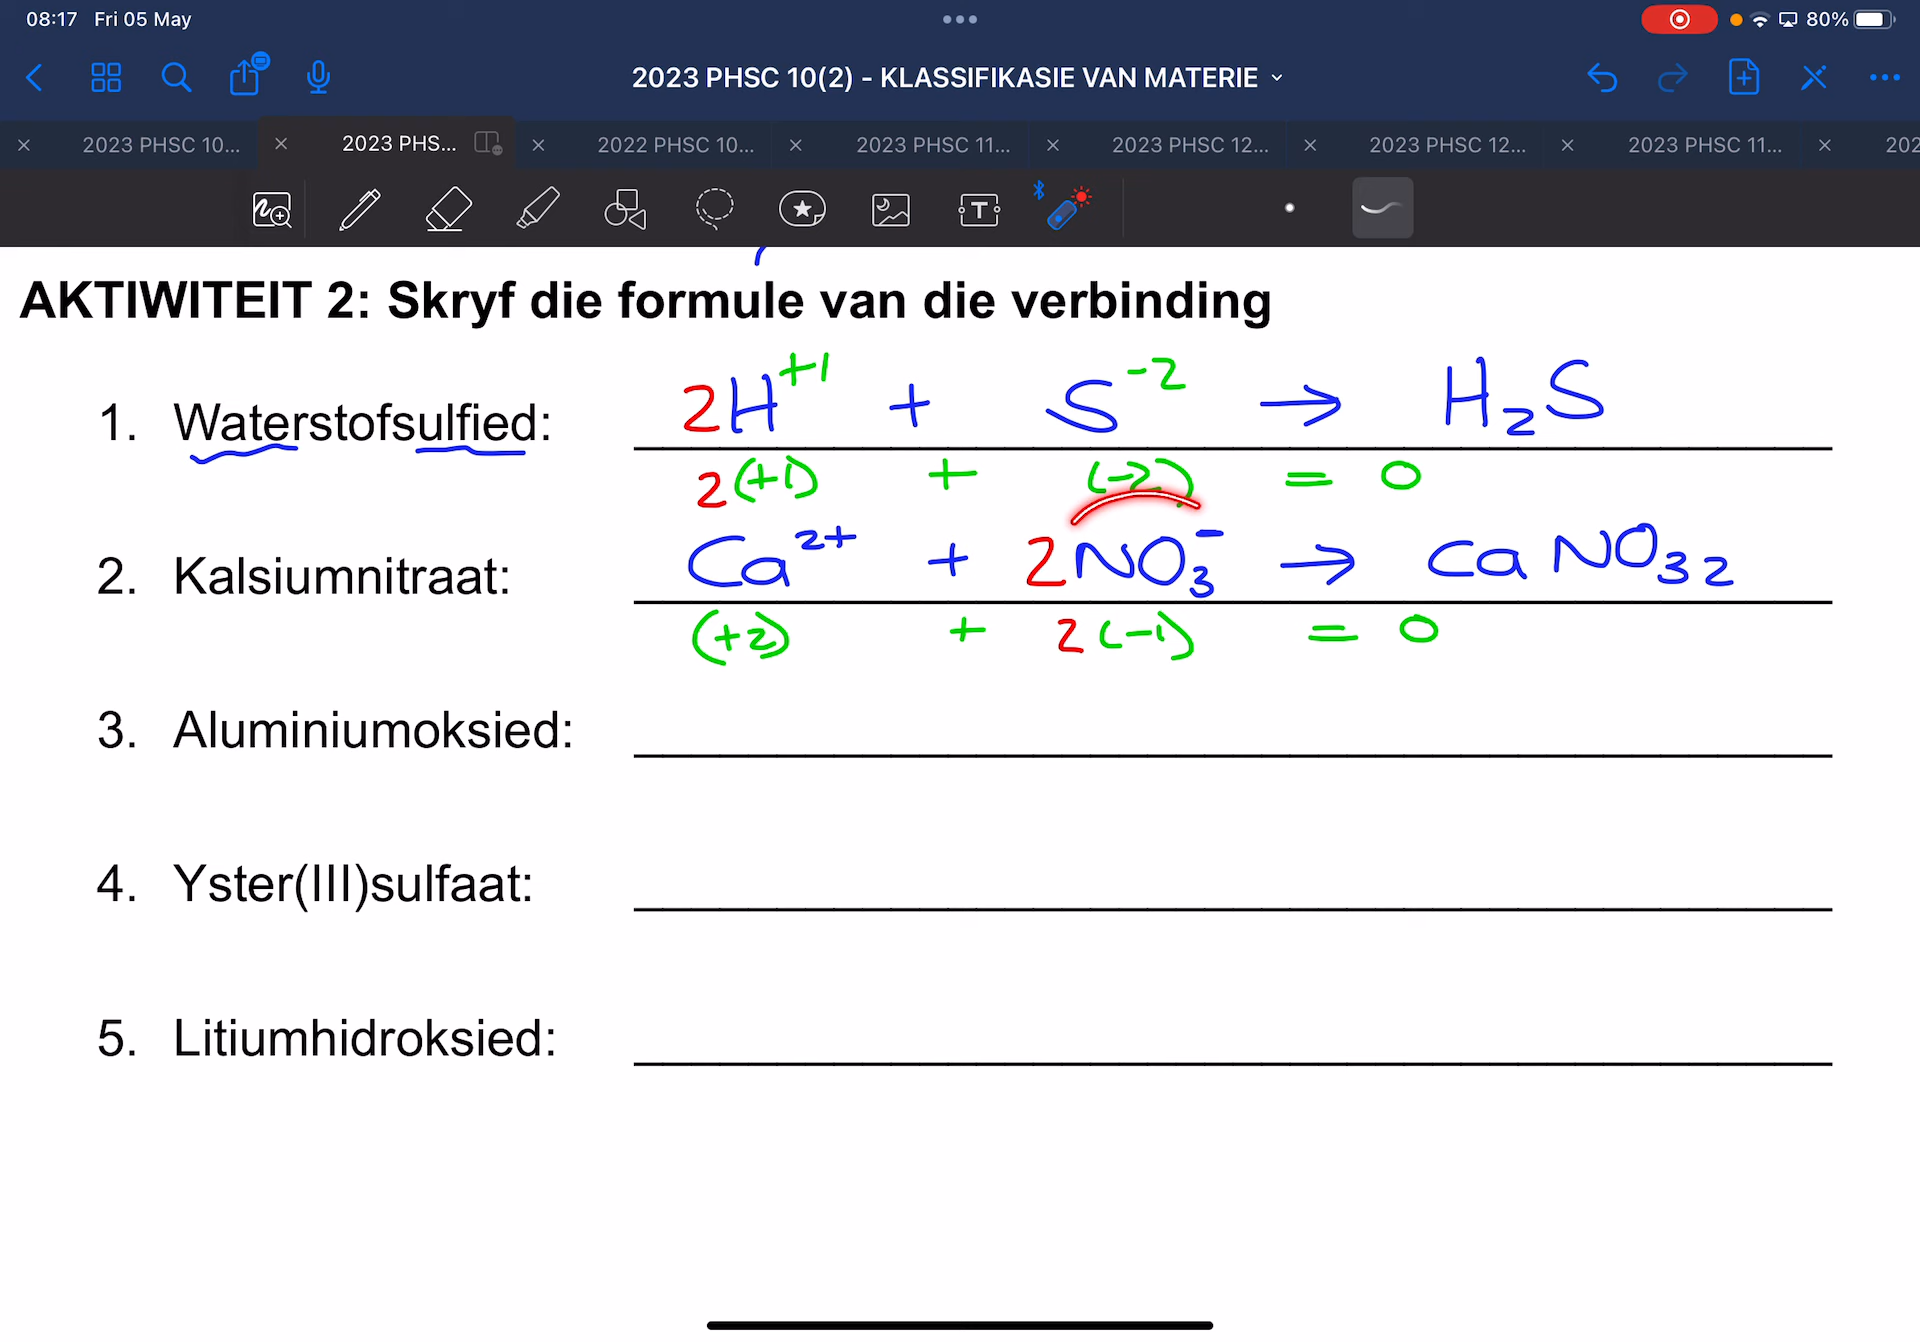 08:17 Fri 05 May 80%
2023 PHSC 10(2) - KLASSIFIKASIE VAN MATERIE
2023 PHSC 10... 2023 PHS... 2022 PHSC 10... 2023 PHSC 11... 2023 PHSC 12... 2023 PHSC 12... 2023 PHSC 11... 202
T
AKTIWITEIT 2: Skryf die formule van die verbinding
1. Waterstofsulfied: 2H⁺¹ + S⁻² → H₂S
2(+1) + (-2) = 0
2. Kalsiumnitraat: Ca²⁺ + 2NO₃⁻ → CaNO₃₂
(+2) + 2(-1) = 0
3. Aluminiumoksied:
4. Yster(III)sulfaat:
5. Litiumhidroksied: